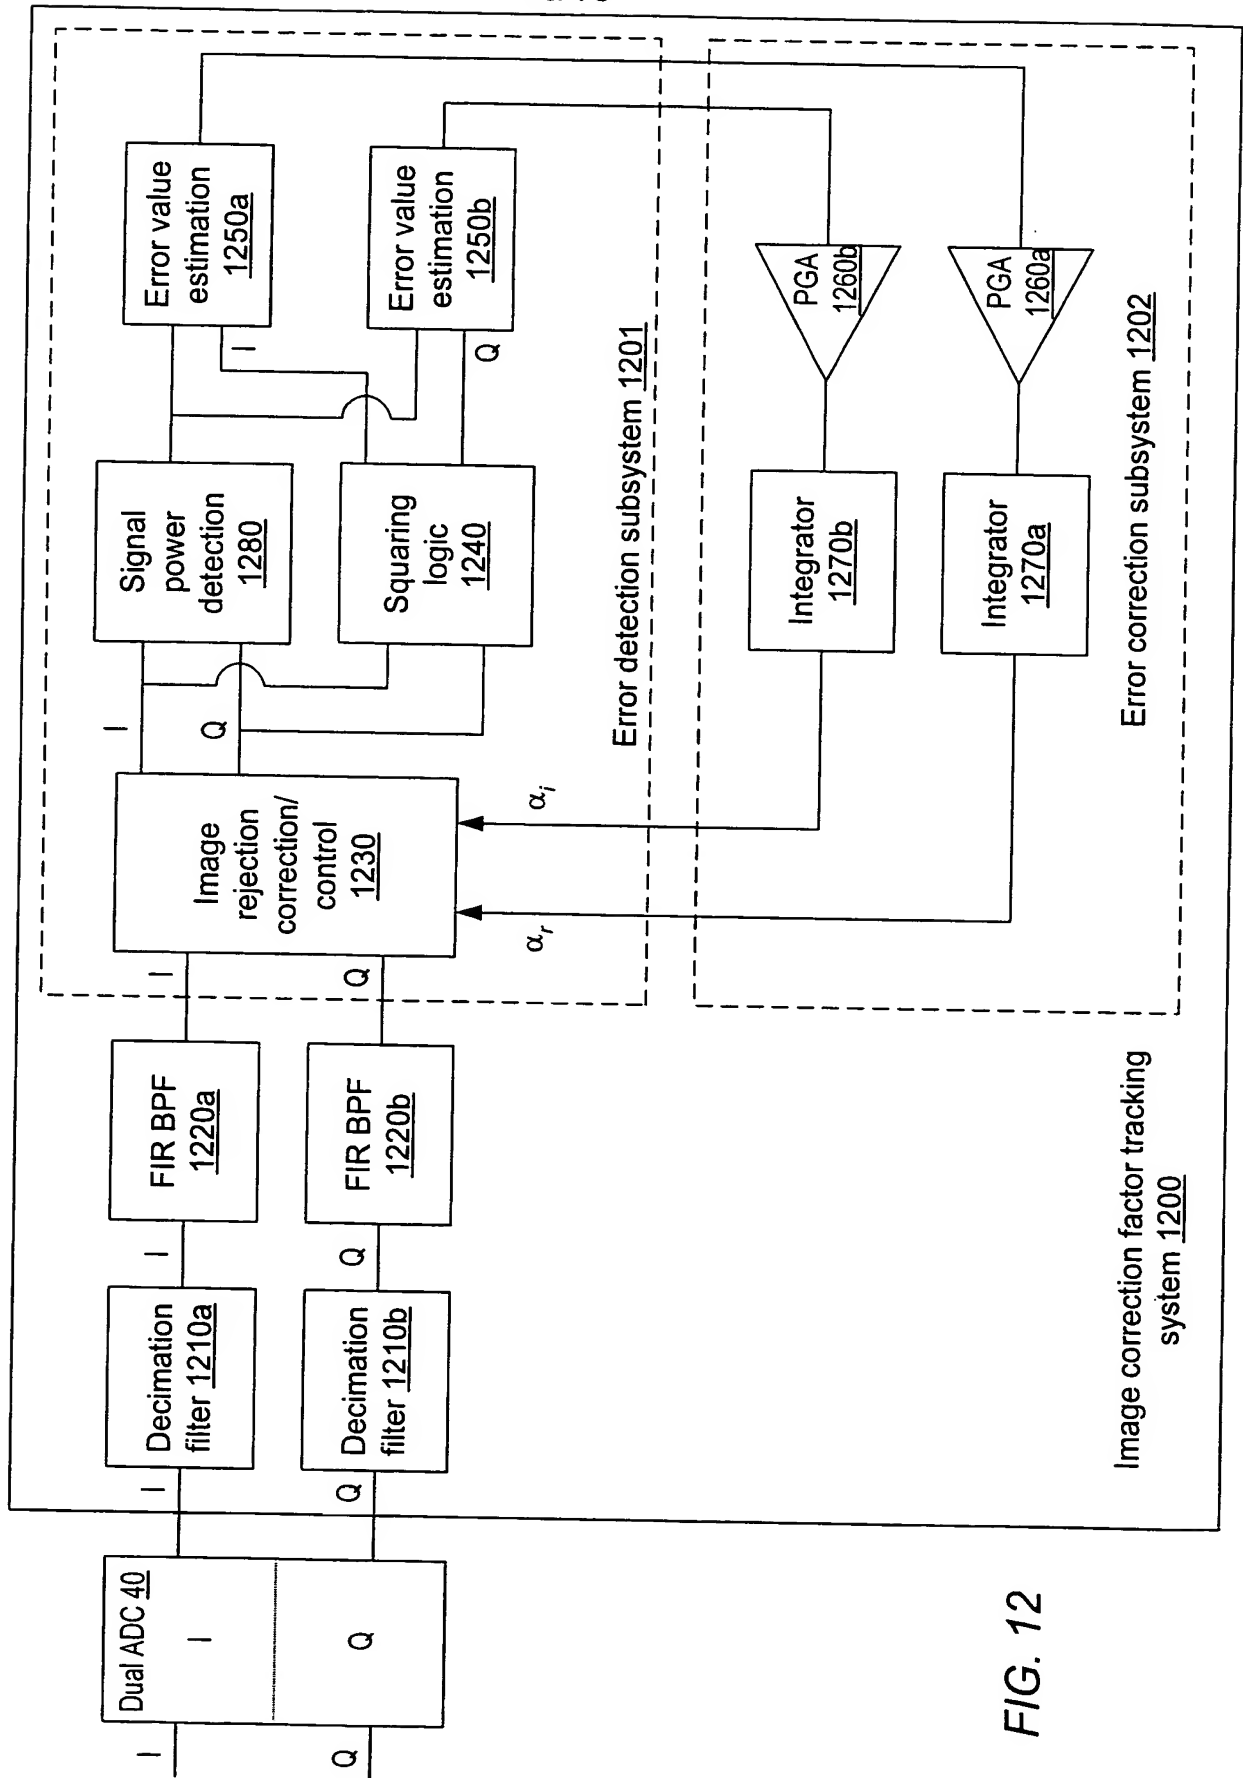 Dual ADC 40
I
Q
I
Q
I
Q
Decimation
filter 1210a
Decimation
filter 1210b
I
Q
FIR BPF
1220a
FIR BPF
1220b
I
Q
Image
rejection
correction/
control
1230
αr
αi
I
Q
Signal
power
detection
1280
Squaring
logic
1240
I
Q
Error value
estimation
1250a
Error value
estimation
1250b
Error detection subsystem 1201
PGA
1260b
PGA
1260a
Integrator
1270b
Integrator
1270a
Error correction subsystem 1202
Image correction factor tracking
system 1200
FIG. 12